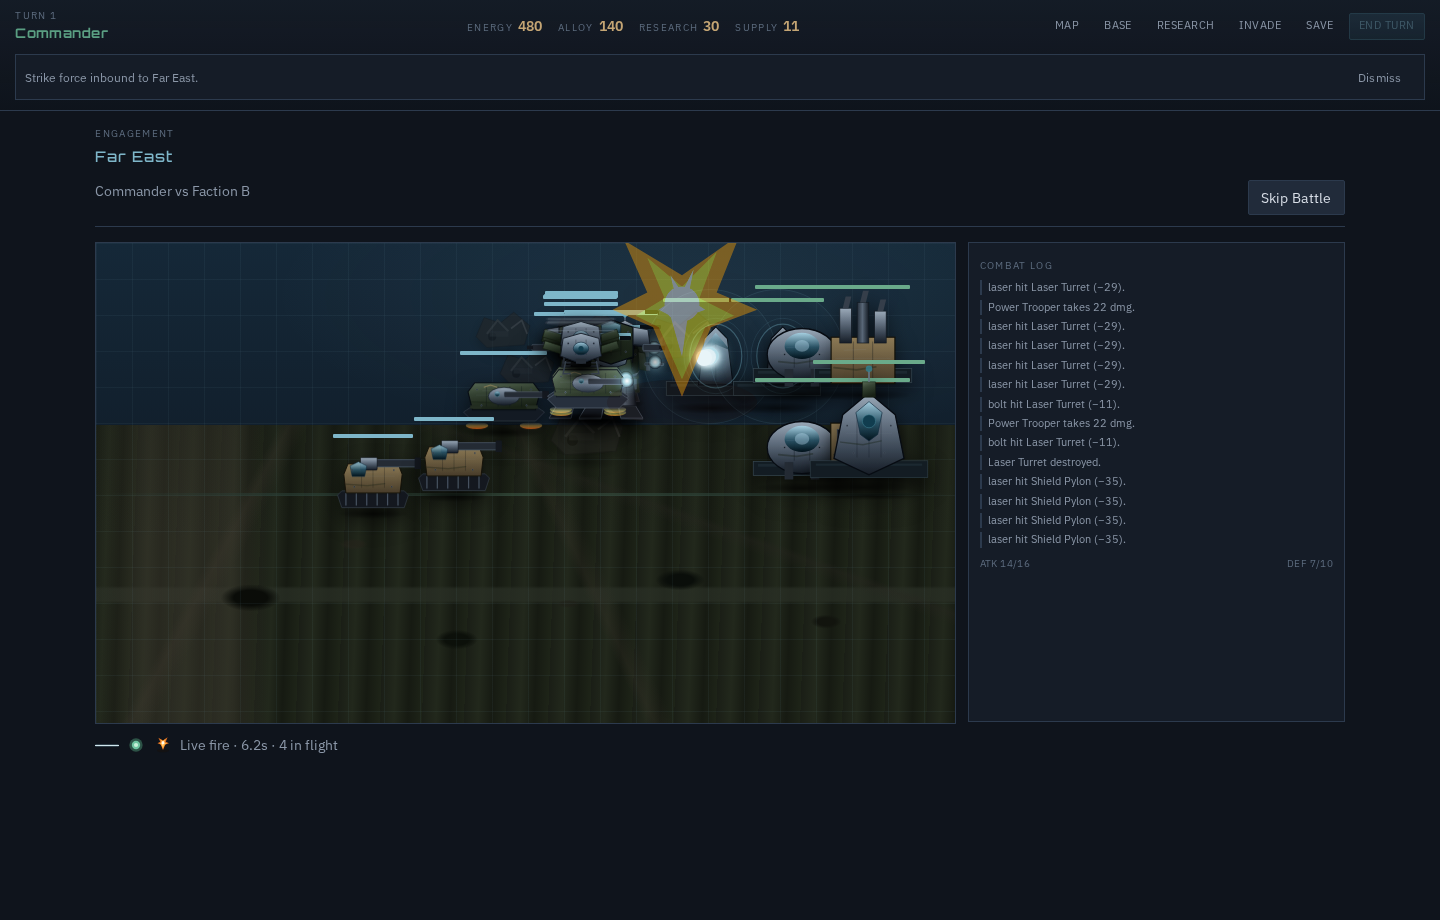 TURN 1
Commander
ENERGY 480 ALLOY 140 RESEARCH 30 SUPPLY 11
MAP BASE RESEARCH INVADE SAVE END TURN
Strike force inbound to Far East.
Dismiss
ENGAGEMENT
Far East
Commander vs Faction B
Skip Battle
COMBAT LOG
laser hit Laser Turret (−29).
Power Trooper takes 22 dmg.
laser hit Laser Turret (−29).
laser hit Laser Turret (−29).
laser hit Laser Turret (−29).
laser hit Laser Turret (−29).
bolt hit Laser Turret (−11).
Power Trooper takes 22 dmg.
bolt hit Laser Turret (−11).
Laser Turret destroyed.
laser hit Shield Pylon (−35).
laser hit Shield Pylon (−35).
laser hit Shield Pylon (−35).
laser hit Shield Pylon (−35).
ATK 14/16 DEF 7/10
Live fire · 6.2s · 4 in flight